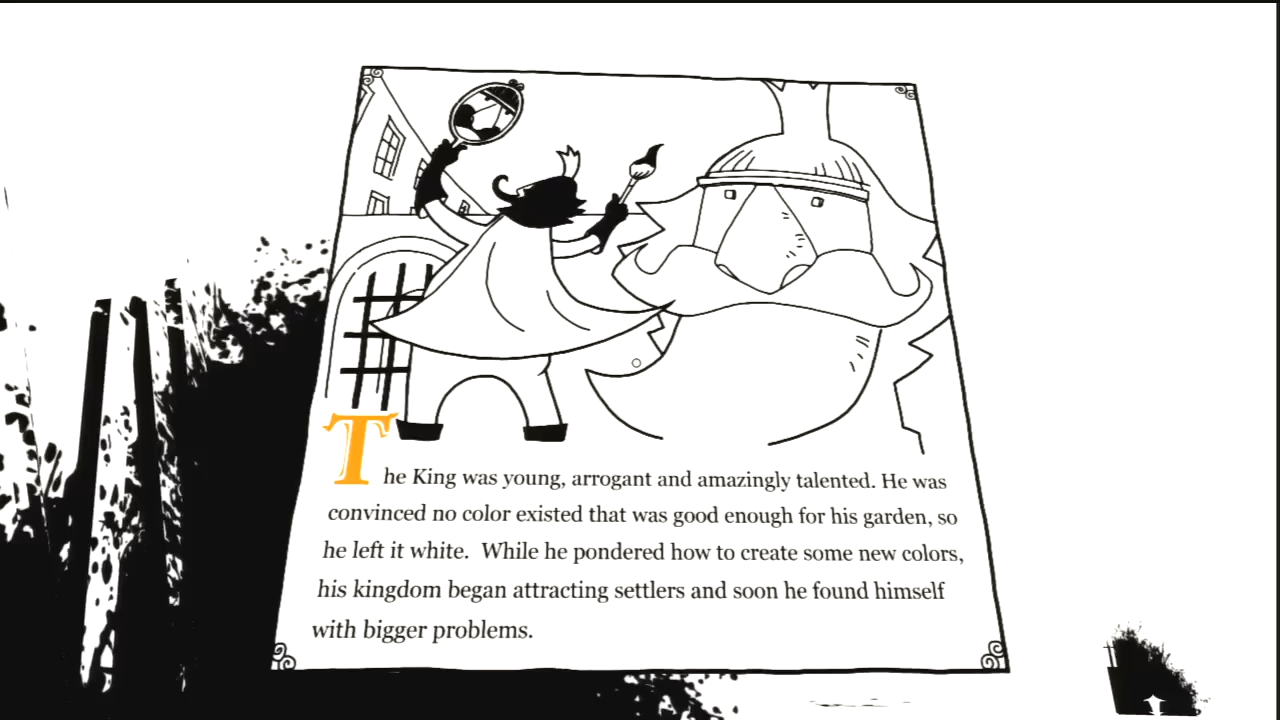 The King was young, arrogant and amazingly talented. He was
convinced no color existed that was good enough for his garden, so
he left it white.  While he pondered how to create some new colors,
his kingdom began attracting settlers and soon he found himself
with bigger problems.